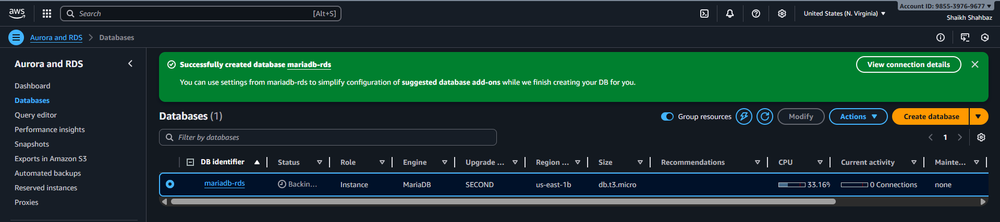 aws
Search [Alt+S]
United States (N. Virginia)
Account ID: 9855-3976-9677
Shaikh Shahbaz
Aurora and RDS > Databases
Aurora and RDS
Dashboard
Databases
Query editor
Performance insights
Snapshots
Exports in Amazon S3
Automated backups
Reserved instances
Proxies
Successfully created database mariadb-rds
View connection details
You can use settings from mariadb-rds to simplify configuration of suggested database add-ons while we finish creating your DB for you.
Databases (1)
Group resources
Modify
Actions
Create database
Filter by databases
1
DB identifier Status Role Engine Upgrade ... Region ... Size Recommendations CPU Current activity Mainte...
mariadb-rds Backin... Instance MariaDB SECOND us-east-1b db.t3.micro 33.16% 0 Connections none